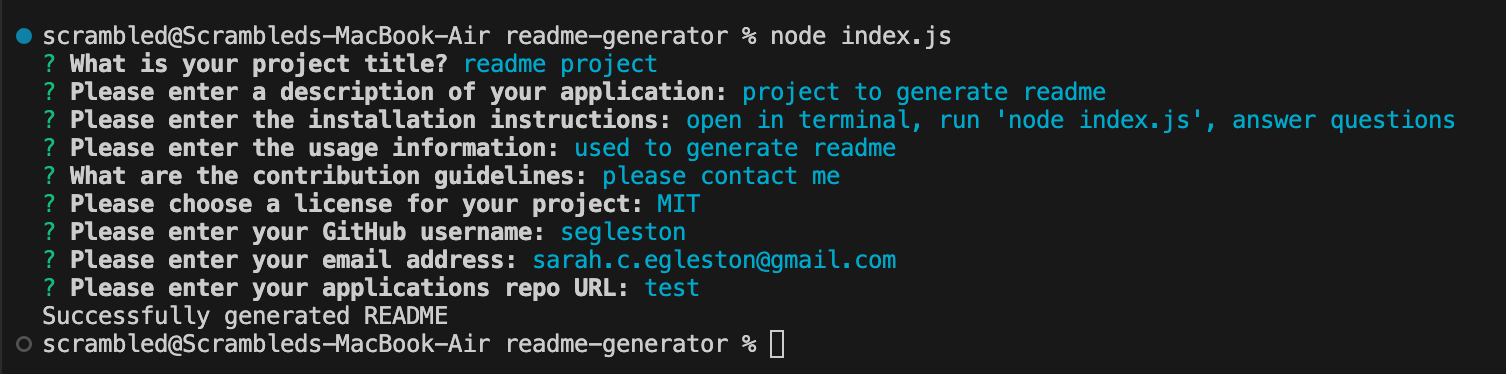 scrambled@Scrambleds-MacBook-Air readme-generator % node index.js
? What is your project title? readme project
? Please enter a description of your application: project to generate readme
? Please enter the installation instructions: open in terminal, run 'node index.js', answer questions
? Please enter the usage information: used to generate readme
? What are the contribution guidelines: please contact me
? Please choose a license for your project: MIT
? Please enter your GitHub username: segleston
? Please enter your email address: sarah.c.egleston@gmail.com
? Please enter your applications repo URL: test
Successfully generated README
scrambled@Scrambleds-MacBook-Air readme-generator %